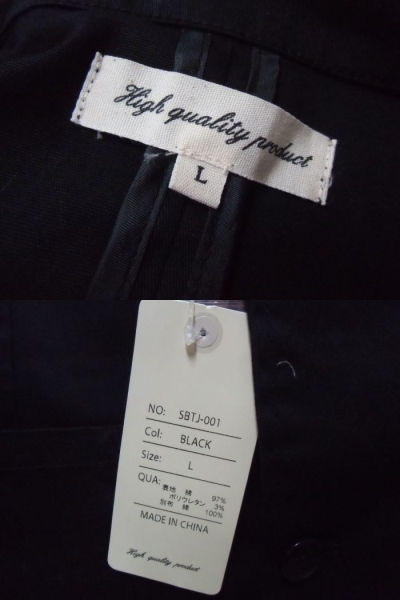 High quality product
L
NO: SBTJ-001
Col: BLACK
Size: L
QUA: 表地 綿 97%
ポリウレタン 3%
別布 綿 100%
MADE IN CHINA
High quality product